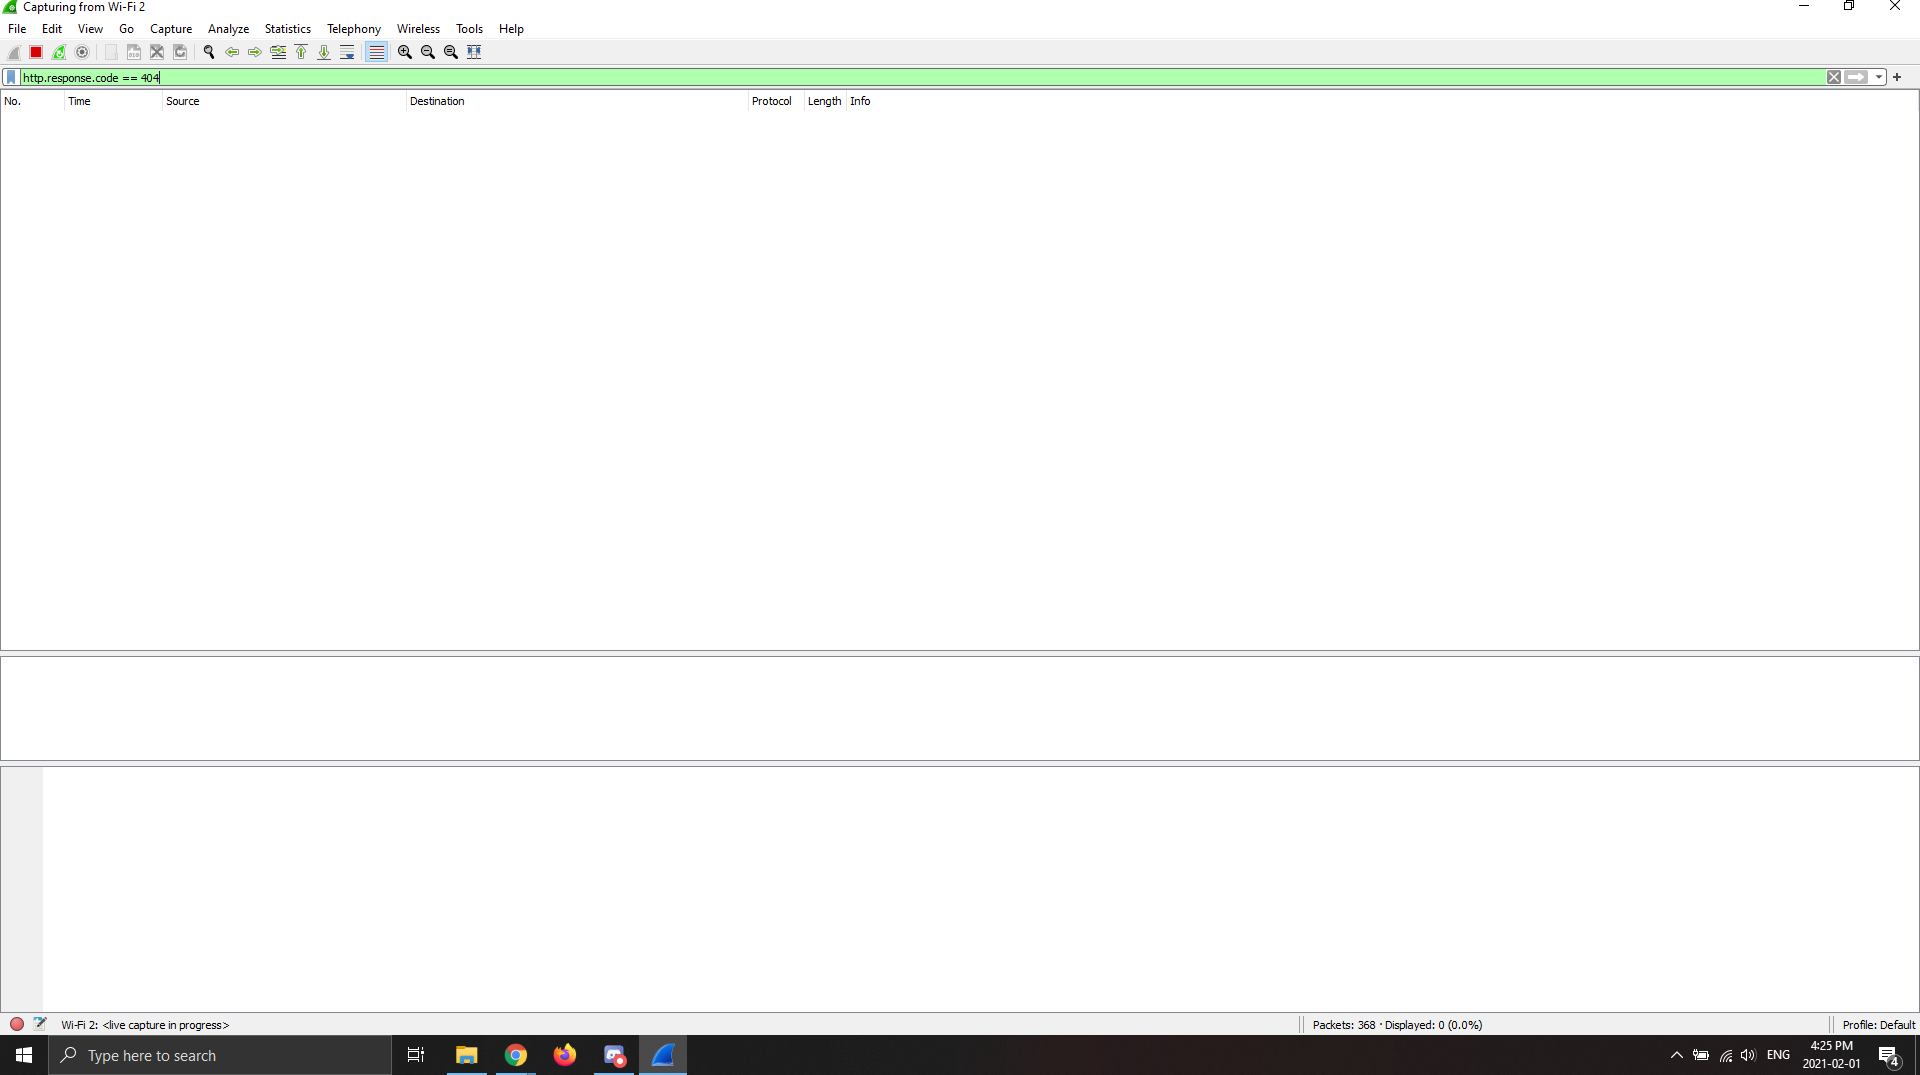 Capturing from Wi-Fi 2
File Edit View Go Capture Analyze Statistics Telephony Wireless Tools Help
http.response.code == 404
No. Time Source Destination Protocol Length Info
Wi-Fi 2: <live capture in progress>
Packets: 368 · Displayed: 0 (0.0%)
Profile: Default
Type here to search
ENG
4:25 PM
2021-02-01
4